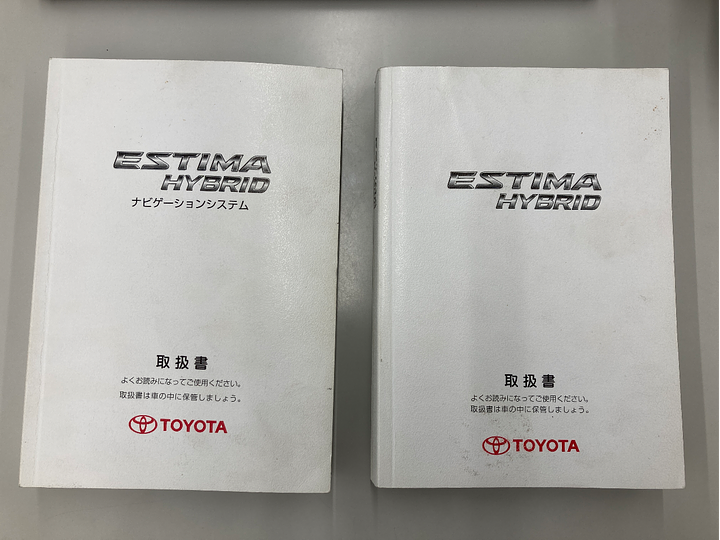 ESTIMA
HYBRID
ナビゲーションシステム
取扱書
よくお読みになってご使用ください。
取扱書は車の中に保管しましょう。
TOYOTA
ESTIMA
HYBRID
取扱書
よくお読みになってご使用ください。
取扱書は車の中に保管しましょう。
TOYOTA